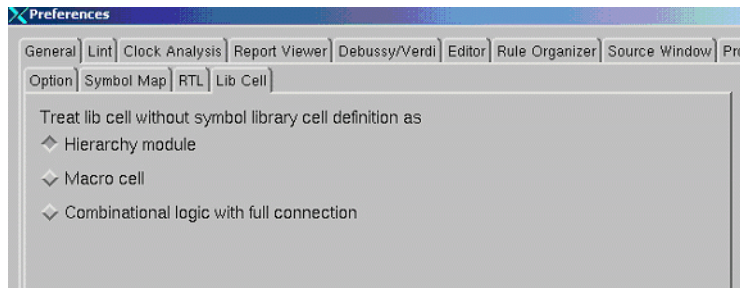 Preferences
General Lint Clock Analysis Report Viewer Debussy/Verdi Editor Rule Organizer Source Window
Option Symbol Map RTL Lib Cell
Treat lib cell without symbol library cell definition as
Hierarchy module
Macro cell
Combinational logic with full connection